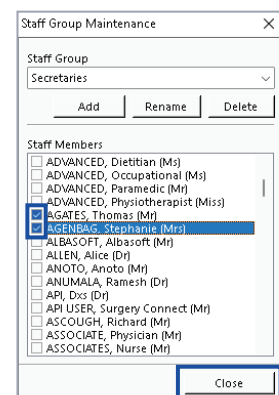 Staff Group Maintenance
Staff Group
Secretaries
Add Rename Delete
Staff Members
ADVANCED, Dietitian (Ms)
ADVANCED, Occupational (Ms)
ADVANCED, Paramedic (Mr)
ADVANCED, Physiotherapist (Miss)
AGATES, Thomas (Mr)
AGENBAG, Stephanie (Mrs)
ALBASOFT, Albasoft (Mr)
ALLEN, Alice (Dr)
ANOTO, Anoto (Mr)
ANUMALA, Ramesh (Dr)
API, Dxs (Dr)
API USER, Surgery Connect (Mr)
ASCOUGH, Richard (Mr)
ASSOCIATE, Physician (Mr)
ASSOCIATES, Nurse (Mr)
Close